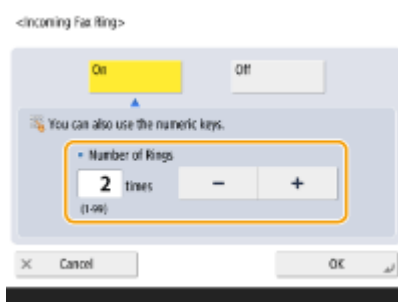 <Incoming Fax Ring>
On
Off
You can also use the numeric keys.
Number of Rings
2 times
− +
(1-99)
× Cancel
OK